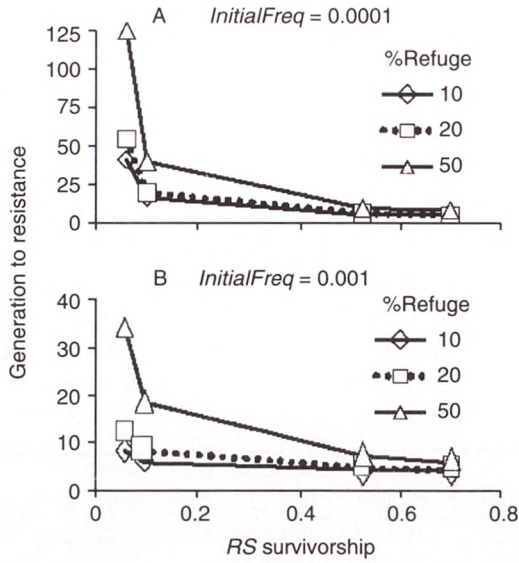 A InitialFreq = 0.0001
125
100
75
50
25
0
%Refuge
10
20
50
Generation to resistance
B InitialFreq = 0.001
40
30
20
10
0
%Refuge
10
20
50
0 0.2 0.4 0.6 0.8
RS survivorship